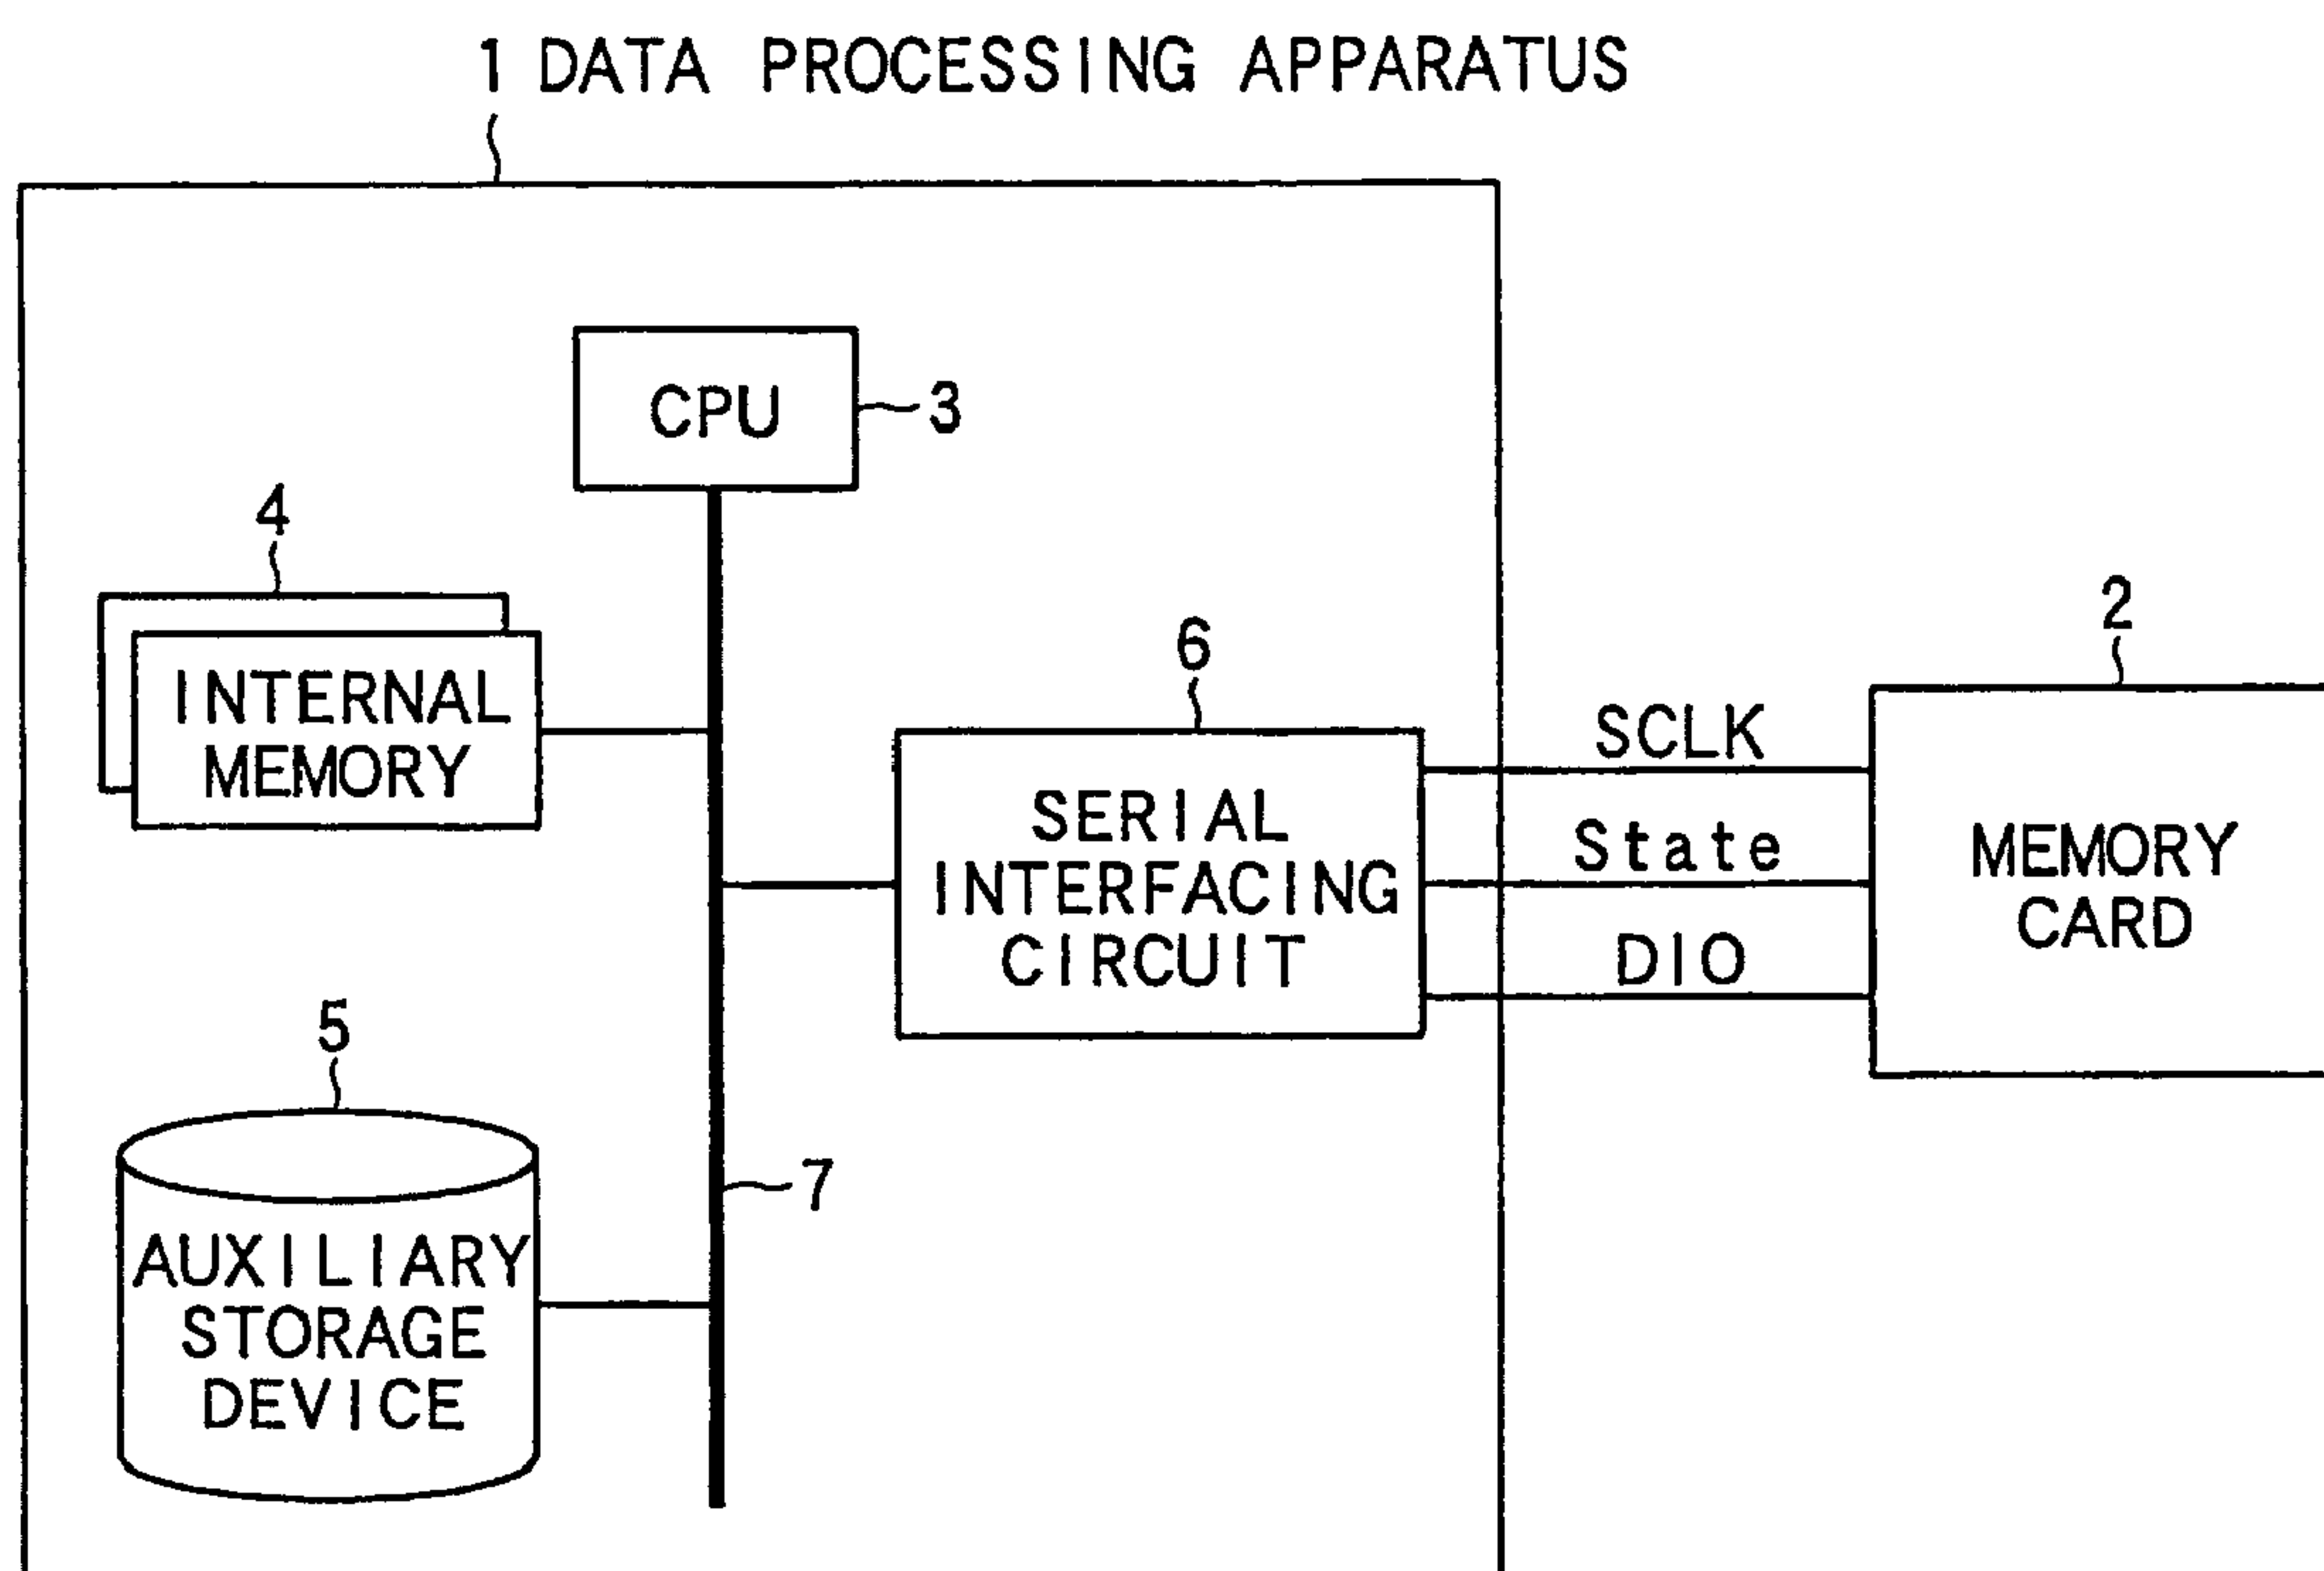 1 DATA PROCESSING APPARATUS
CPU
3
4
INTERNAL
MEMORY
6
SERIAL
INTERFACING
CIRCUIT
SCLK
State
DIO
2
MEMORY
CARD
5
AUXILIARY
STORAGE
DEVICE
7